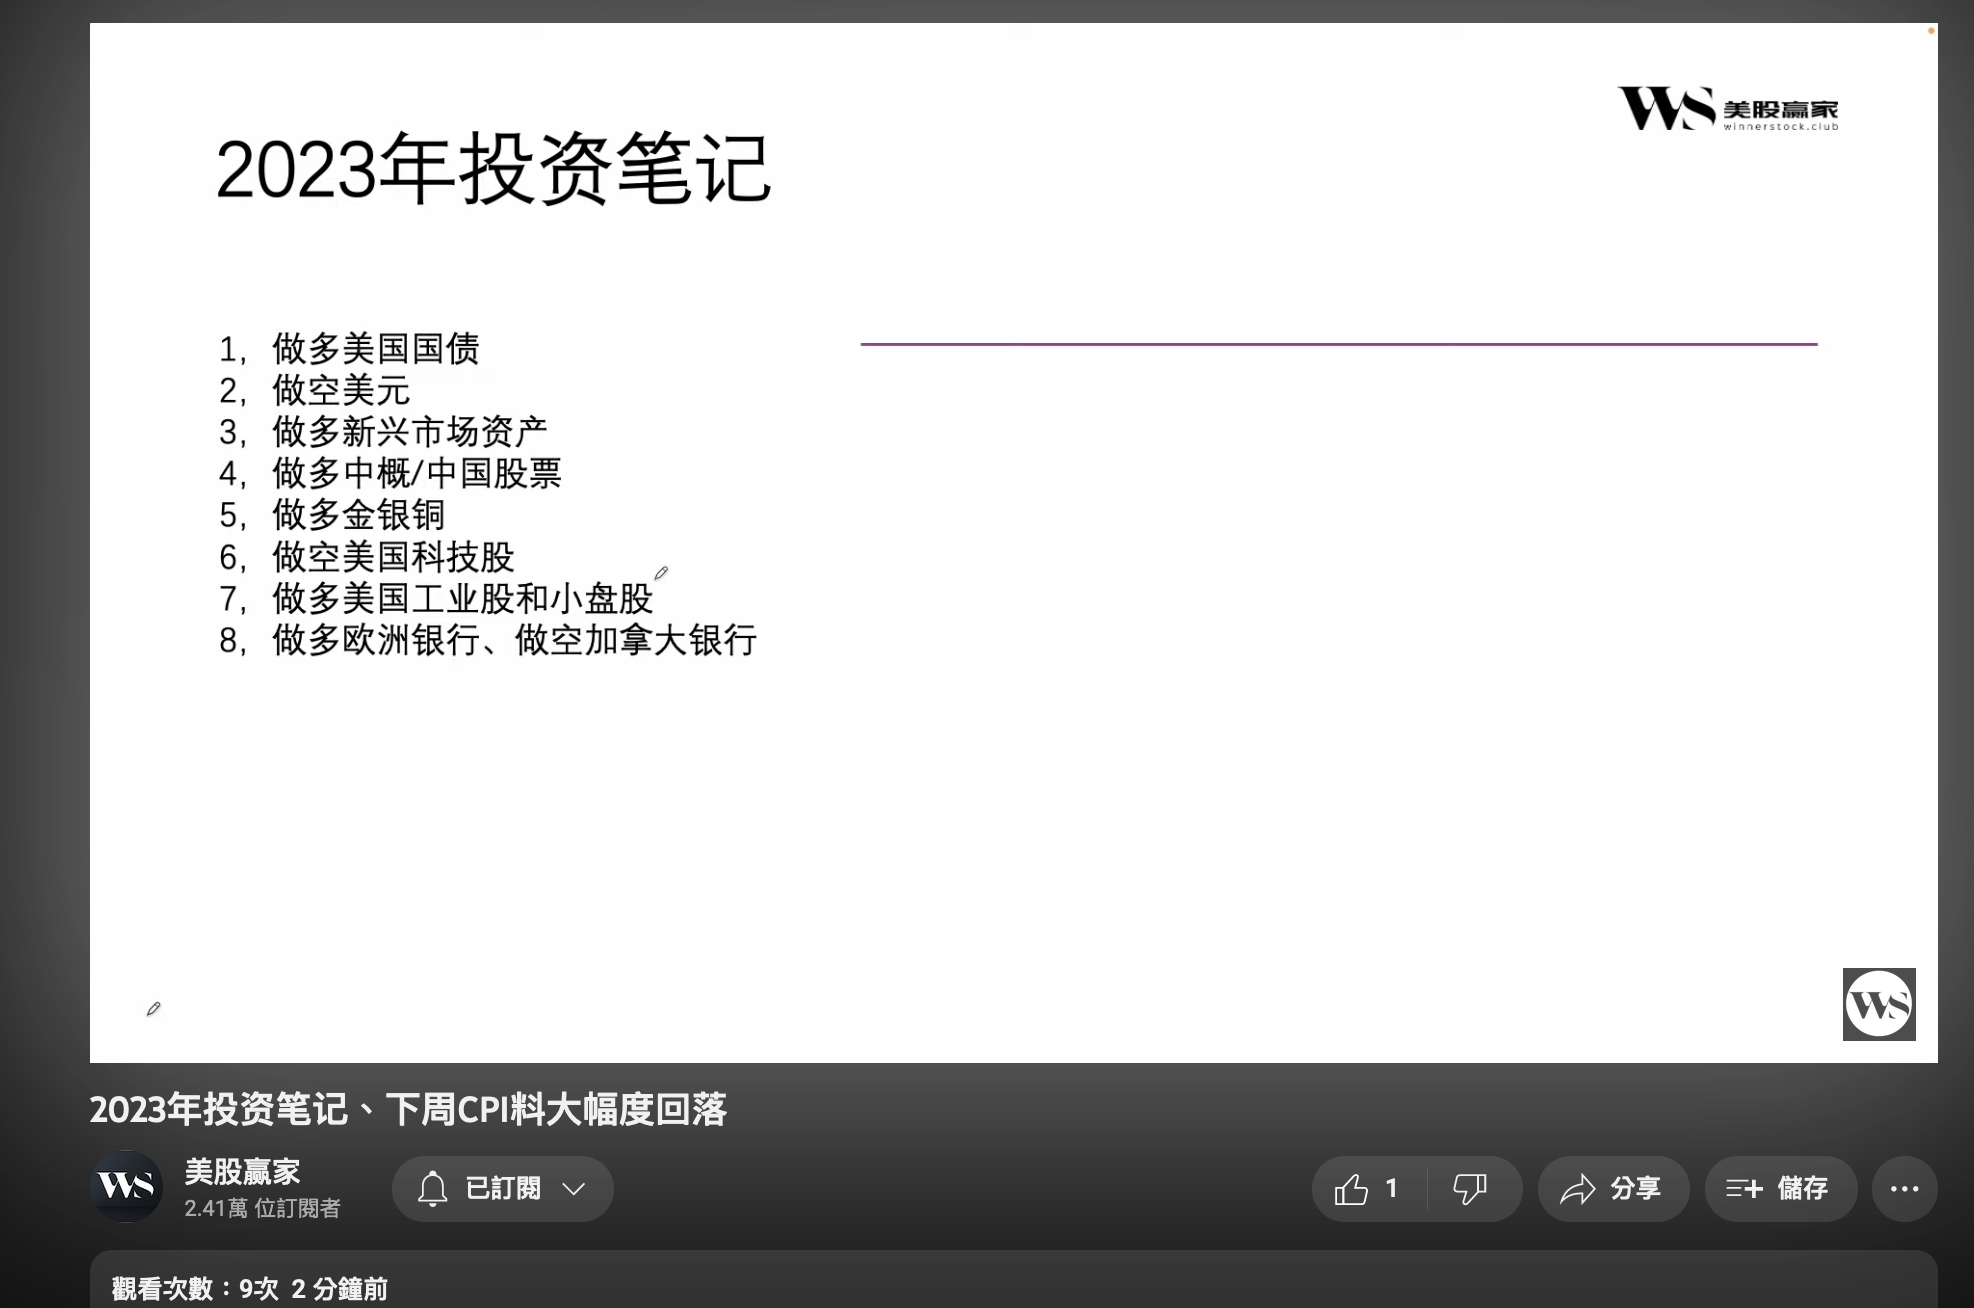 WS 美股赢家
winnerstock.club
2023年投资笔记
1，做多美国国债
2，做空美元
3，做多新兴市场资产
4，做多中概/中国股票
5，做多金银铜
6，做空美国科技股
7，做多美国工业股和小盘股
8，做多欧洲银行、做空加拿大银行
WS
2023年投资笔记、下周CPI料大幅度回落
WS
美股赢家
2.41萬 位訂閱者
已訂閱
1
分享
儲存
觀看次數：9次 2 分鐘前